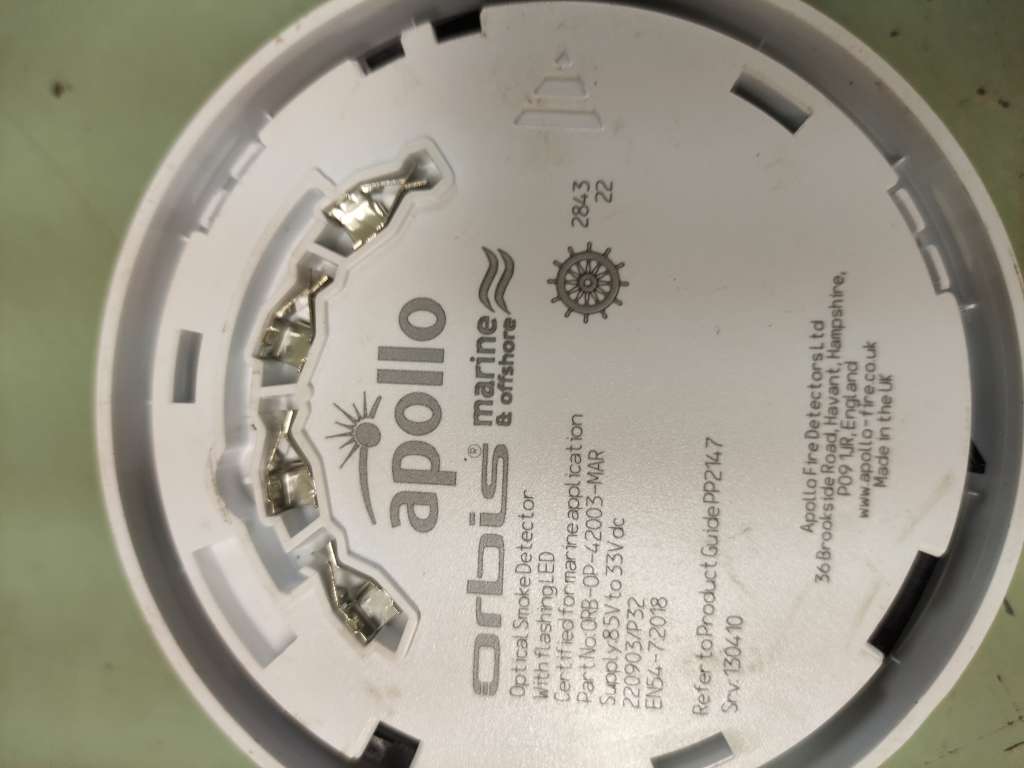 apollo
orbis® marine
& offshore
Optical Smoke Detector
With flashing LED
Certified for marine application
Part No: ORB-OP-42003-MAR
Supply: 8.5V to 33V dc
220903/P32
EN54-7:2018
2843
22
Refer to Product Guide PP2147
Srv: 130410
Apollo Fire Detectors Ltd
36 Brookside Road, Havant, Hampshire,
PO9 1JR, England
www.apollo-fire.co.uk
Made in the UK